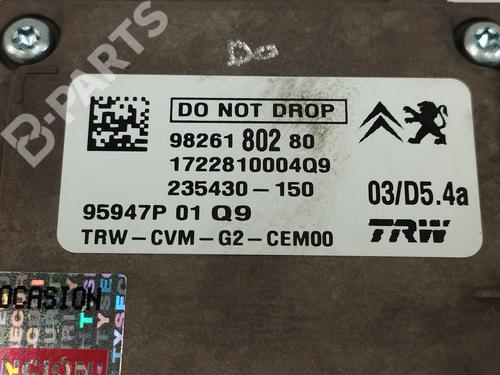 Do
B-PARTS
DO NOT DROP
98261 802 80
1722810004Q9
235430-150
03/D5.4a
95947P 01 Q9
TRW
TRW-CVM-G2-CEM00
OCASION